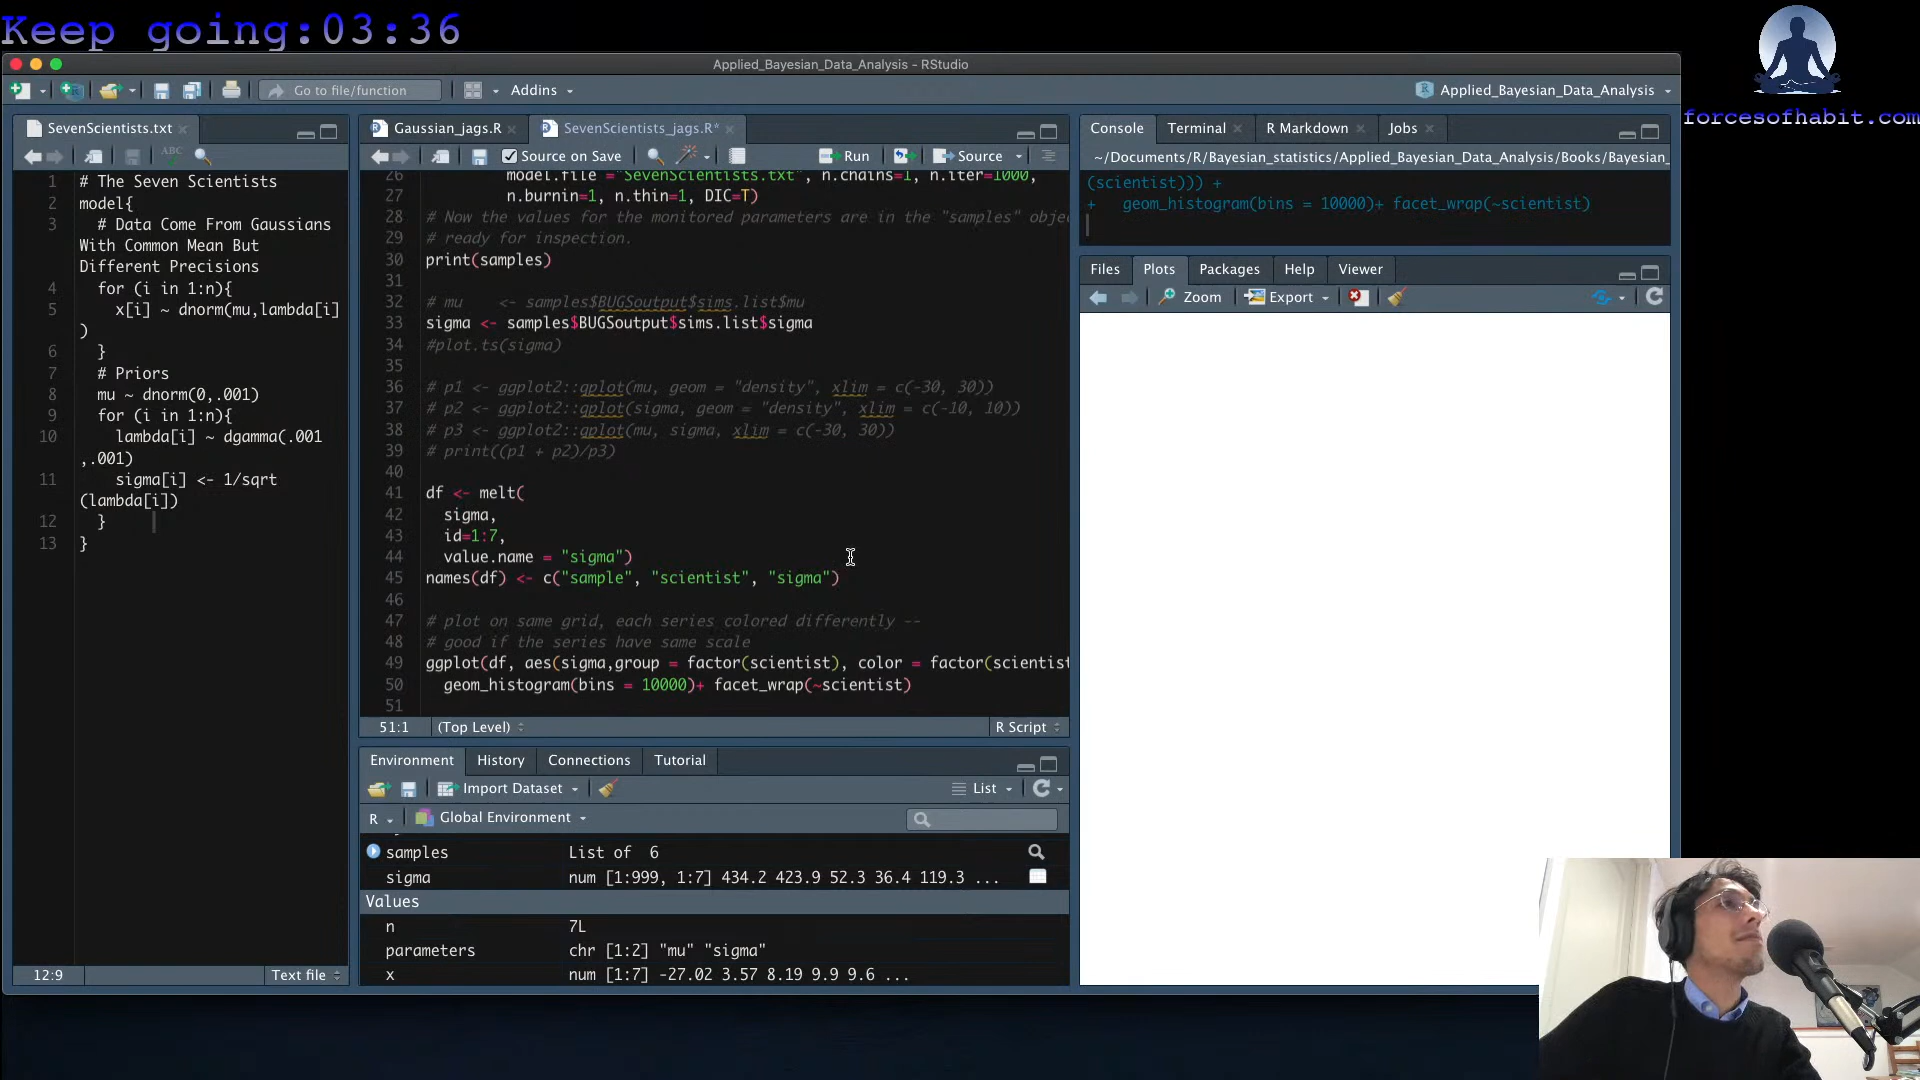 Keep going:03:36
forcesofhabit.com
Applied_Bayesian_Data_Analysis - RStudio
Go to file/function
Addins
Applied_Bayesian_Data_Analysis
SevenScientists.txt
1 # The Seven Scientists
2 model{
3 # Data Come From Gaussians
With Common Mean But
Different Precisions
4 for (i in 1:n){
5 x[i] ~ dnorm(mu,lambda[i]
)
6 }
7 # Priors
8 mu ~ dnorm(0,.001)
9 for (i in 1:n){
10 lambda[i] ~ dgamma(.001
,.001)
11 sigma[i] <- 1/sqrt
(lambda[i])
12 }
13 }
12:9
Text file
Gaussian_jags.R
SevenScientists_jags.R*
Source on Save
Run
Source
26 model.file ="SevenScientists.txt", n.chains=1, n.iter=1000,
27 n.burnin=1, n.thin=1, DIC=T)
28 # Now the values for the monitored parameters are in the "samples" obje
29 # ready for inspection.
30 print(samples)
31
32 # mu <- samples$BUGSoutput$sims.list$mu
33 sigma <- samples$BUGSoutput$sims.list$sigma
34 #plot.ts(sigma)
35
36 # p1 <- ggplot2::qplot(mu, geom = "density", xlim = c(-30, 30))
37 # p2 <- ggplot2::qplot(sigma, geom = "density", xlim = c(-10, 10))
38 # p3 <- ggplot2::qplot(mu, sigma, xlim = c(-30, 30))
39 # print((p1 + p2)/p3)
40
41 df <- melt(
42 sigma,
43 id=1:7,
44 value.name = "sigma")
45 names(df) <- c("sample", "scientist", "sigma")
46
47 # plot on same grid, each series colored differently --
48 # good if the series have same scale
49 ggplot(df, aes(sigma,group = factor(scientist), color = factor(scientist
50 geom_histogram(bins = 10000)+ facet_wrap(~scientist)
51
51:1
(Top Level)
R Script
Environment
History
Connections
Tutorial
Import Dataset
List
R
Global Environment
samples List of 6
sigma num [1:999, 1:7] 434.2 423.9 52.3 36.4 119.3 ...
Values
n 7L
parameters chr [1:2] "mu" "sigma"
x num [1:7] -27.02 3.57 8.19 9.9 9.6 ...
Console
Terminal
R Markdown
Jobs
~/Documents/R/Bayesian_statistics/Applied_Bayesian_Data_Analysis/Books/Bayesian_
(scientist))) +
+ geom_histogram(bins = 10000)+ facet_wrap(~scientist)
Files
Plots
Packages
Help
Viewer
Zoom
Export